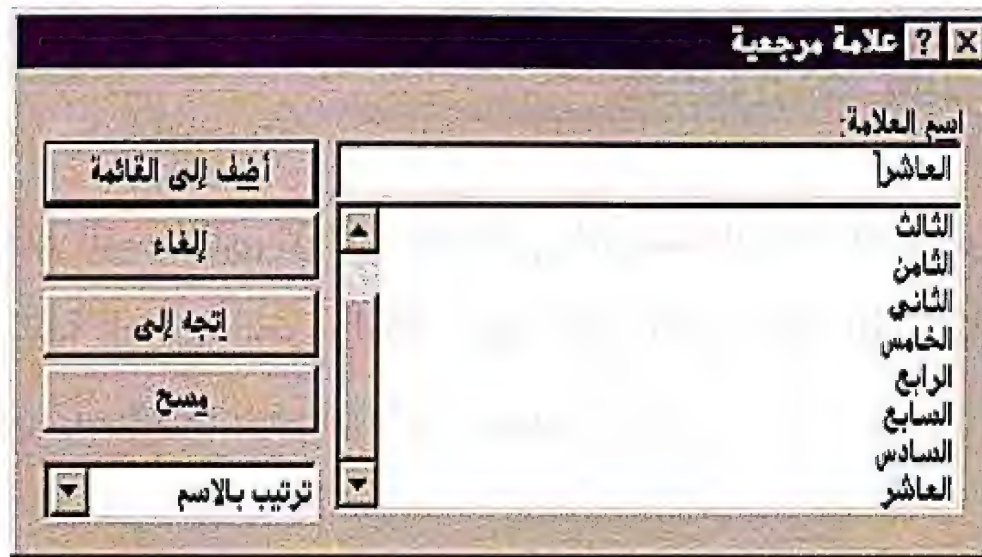 علامة مرجعية
اسم العلامة:
العاشر
الثالث
الثامن
الثاني
الخامس
الرابع
السابع
السادس
العاشر
أضف إلى القائمة
إلغاء
إتجه إلى
مسح
ترتيب بالاسم